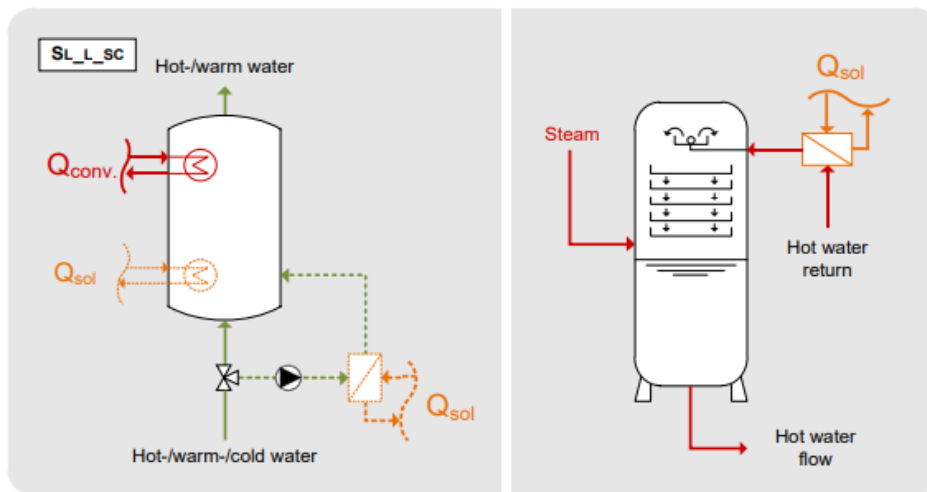 SL_L_SC
Hot-/warm water
Qconv.
Qsol
Qsol
Hot-/warm-/cold water
Qsol
Steam
Hot water
return
Hot water
flow